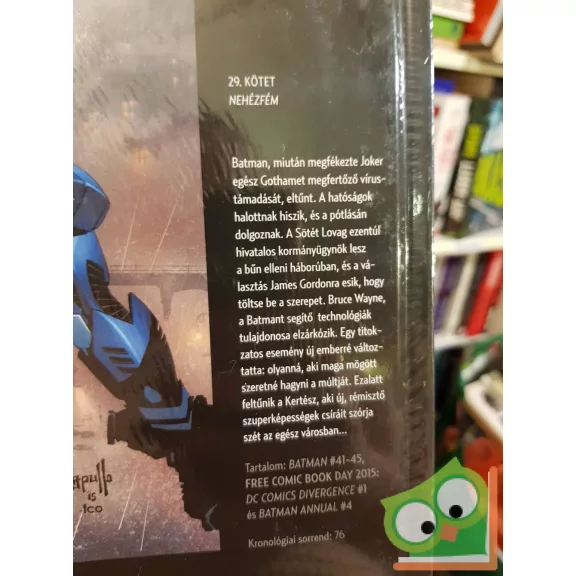 29. KÖTET
NEHÉZFÉM
Batman, miután megfékezte Joker
egész Gothamet megfertőző vírus-
támadását, eltűnt. A hatóságok
halottnak hiszik, és a pótlásán
dolgoznak. A Sötét Lovag ezentúl
hivatalos kormányügynök lesz
a bűn elleni háborúban, és a vá-
lasztás James Gordonra esik, hogy
töltse be a szerepet. Bruce Wayne,
a Batmant segítő technológiák
tulajdonosa elzárkózik. Egy titok-
zatos esemény új emberré változ-
tatta: olyanná, aki maga mögött
szeretné hagyni a múltját. Ezalatt
feltűnik a Kertész, aki új, rémisztő
szuperképességek csíráit szórja
szét az egész városban...
Tartalom: BATMAN #41-45,
FREE COMIC BOOK DAY 2015:
DC COMICS DIVERGENCE #1
és BATMAN ANNUAL #4
Kronológiai sorrend: 76